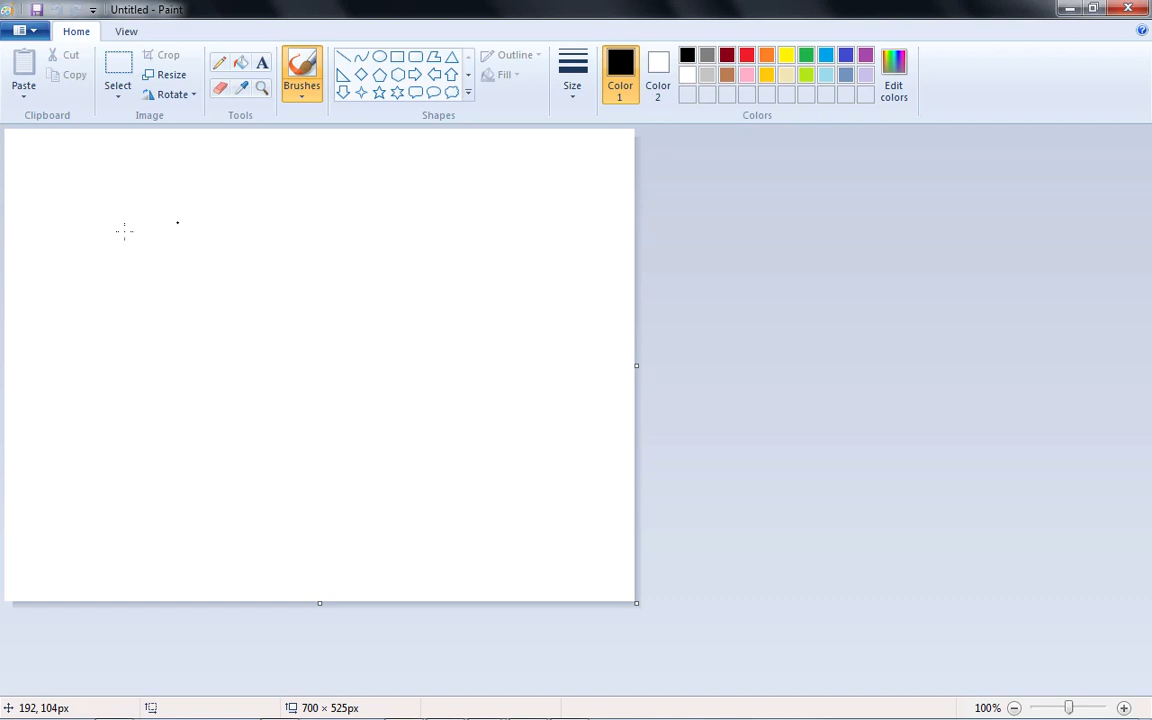 Untitled - Paint
Home View
Paste Cut Copy Clipboard
Select Crop Resize Rotate Image
Tools
Brushes
Shapes
Outline Fill
Size
Color 1
Color 2
Colors
Edit colors
192, 104px
700 × 525px
100%